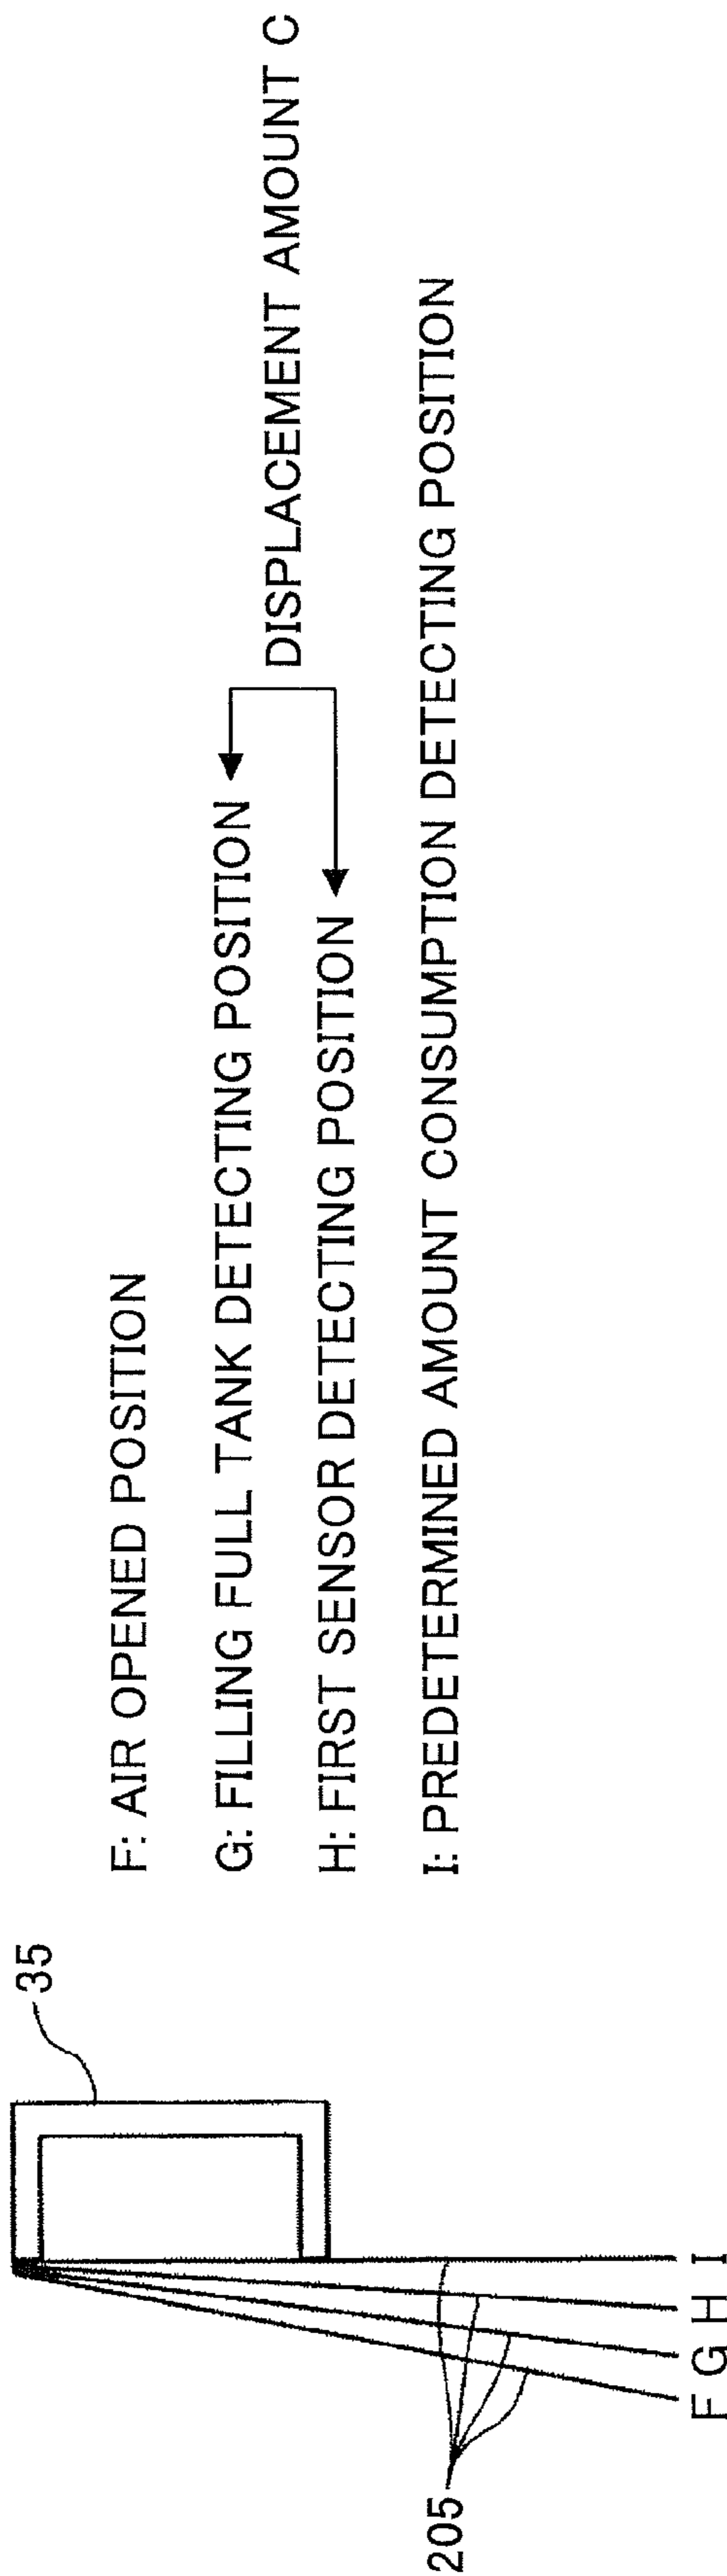 F: AIR OPENED POSITION
G: FILLING FULL TANK DETECTING POSITION
H: FIRST SENSOR DETECTING POSITION
DISPLACEMENT AMOUNT C
I: PREDETERMINED AMOUNT CONSUMPTION DETECTING POSITION
35
205
F G H I